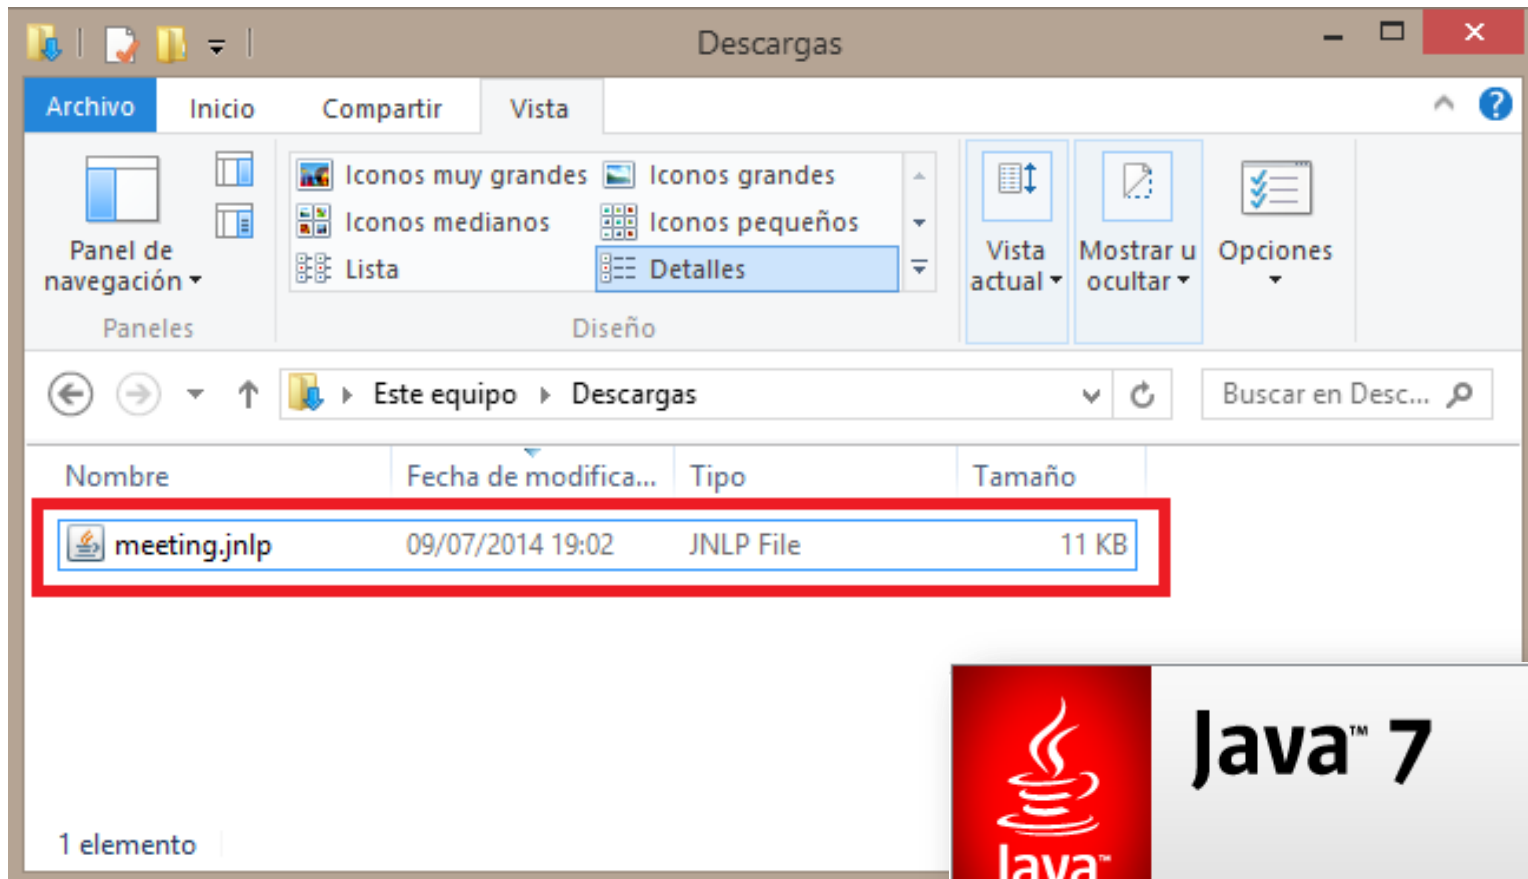 Descargas
Archivo Inicio Compartir Vista
Iconos muy grandes Iconos grandes
Iconos medianos Iconos pequeños
Lista Detalles
Panel de navegación
Vista actual
Mostrar u ocultar
Opciones
Paneles Diseño
Este equipo Descargas Buscar en Desc...
Nombre Fecha de modifica... Tipo Tamaño
meeting.jnlp 09/07/2014 19:02 JNLP File 11 KB
Java™ 7
Java™
1 elemento